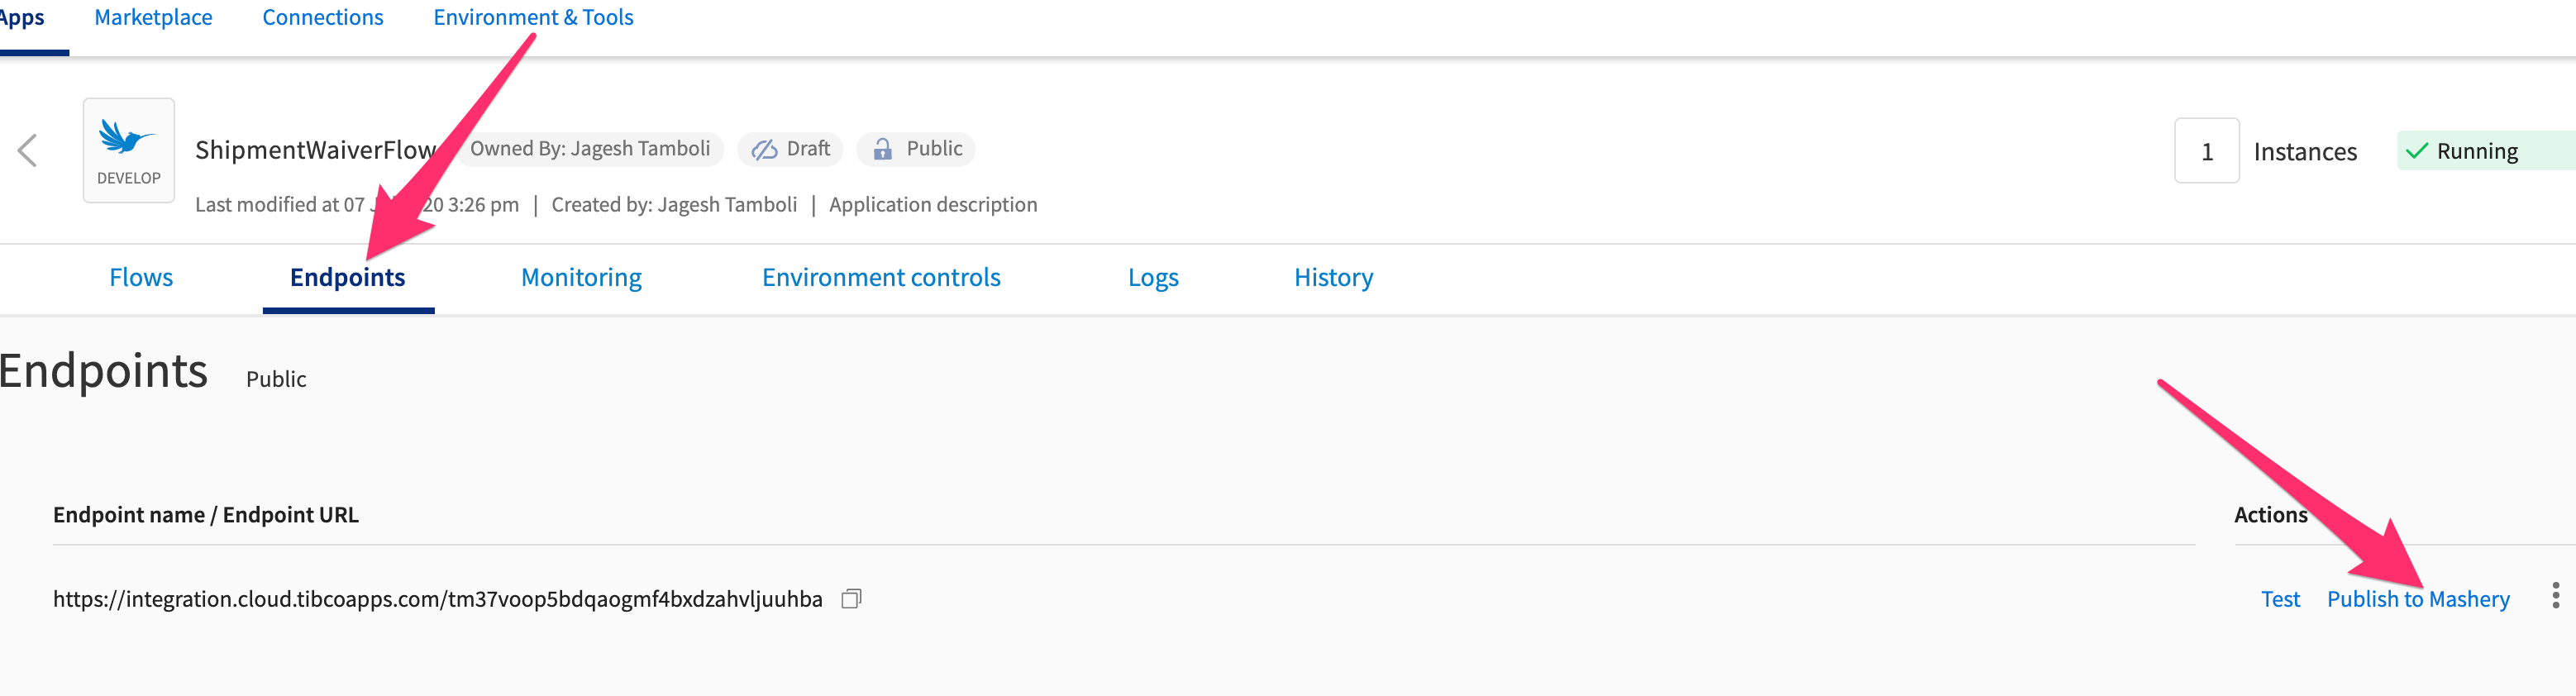 Apps Marketplace Connections Environment & Tools
ShipmentWaiverFlow Owned By: Jagesh Tamboli Draft Public 1 Instances Running
DEVELOP
Last modified at 07 20 3:26 pm | Created by: Jagesh Tamboli | Application description
Flows Endpoints Monitoring Environment controls Logs History
Endpoints Public
Endpoint name / Endpoint URL Actions
https://integration.cloud.tibcoapps.com/tm37voop5bdqaogmf4bxdzahvljuuhba Test Publish to Mashery